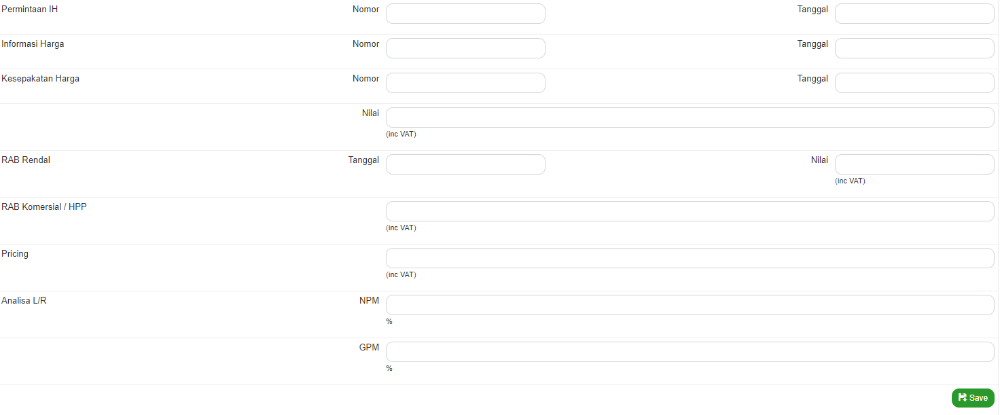 Permintaan IH Nomor Tanggal
Informasi Harga Nomor Tanggal
Kesepakatan Harga Nomor Tanggal
Nilai
(inc VAT)
RAB Rendal Tanggal Nilai
(inc VAT)
RAB Komersial / HPP
(inc VAT)
Pricing
(inc VAT)
Analisa L/R NPM
%
GPM
%
Save